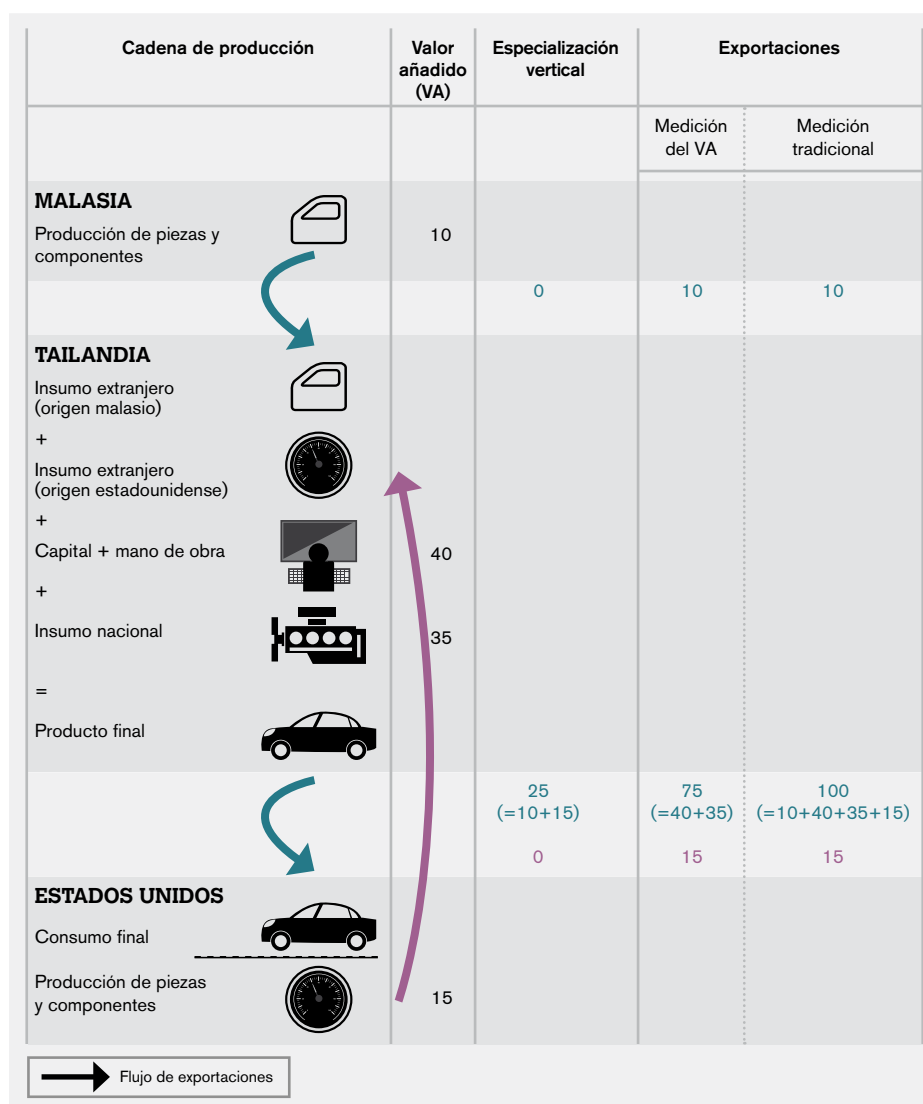 Cadena de producción
Valor
añadido
(VA)
Especialización
vertical
Exportaciones
Medición
del VA
Medición
tradicional
MALASIA
Producción de piezas y
componentes
10
0
10
10
TAILANDIA
Insumo extranjero
(origen malasio)
+
Insumo extranjero
(origen estadounidense)
+
Capital + mano de obra
40
+
Insumo nacional
35
=
Producto final
25
(=10+15)
75
(=40+35)
100
(=10+40+35+15)
0
15
15
ESTADOS UNIDOS
Consumo final
Producción de piezas
y componentes
15
Flujo de exportaciones